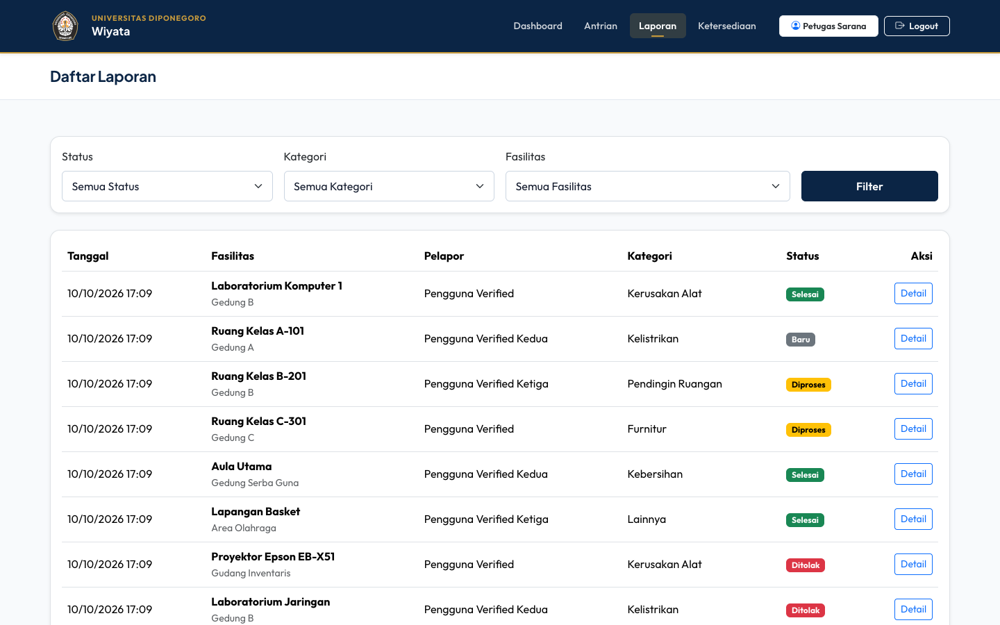 UNIVERSITAS DIPONEGORO
Wiyata
Dashboard Antrian Laporan Ketersediaan Petugas Sarana Logout
Daftar Laporan
Status Kategori Fasilitas
Semua Status Semua Kategori Semua Fasilitas Filter
Tanggal Fasilitas Pelapor Kategori Status Aksi
10/10/2026 17:09 Laboratorium Komputer 1 Pengguna Verified Kerusakan Alat Selesai Detail
Gedung B
10/10/2026 17:09 Ruang Kelas A-101 Pengguna Verified Kedua Kelistrikan Baru Detail
Gedung A
10/10/2026 17:09 Ruang Kelas B-201 Pengguna Verified Ketiga Pendingin Ruangan Diproses Detail
Gedung B
10/10/2026 17:09 Ruang Kelas C-301 Pengguna Verified Furnitur Diproses Detail
Gedung C
10/10/2026 17:09 Aula Utama Pengguna Verified Kedua Kebersihan Selesai Detail
Gedung Serba Guna
10/10/2026 17:09 Lapangan Basket Pengguna Verified Ketiga Lainnya Selesai Detail
Area Olahraga
10/10/2026 17:09 Proyektor Epson EB-X51 Pengguna Verified Kerusakan Alat Ditolak Detail
Gudang Inventaris
10/10/2026 17:09 Laboratorium Jaringan Pengguna Verified Kedua Kelistrikan Ditolak Detail
Gedung B